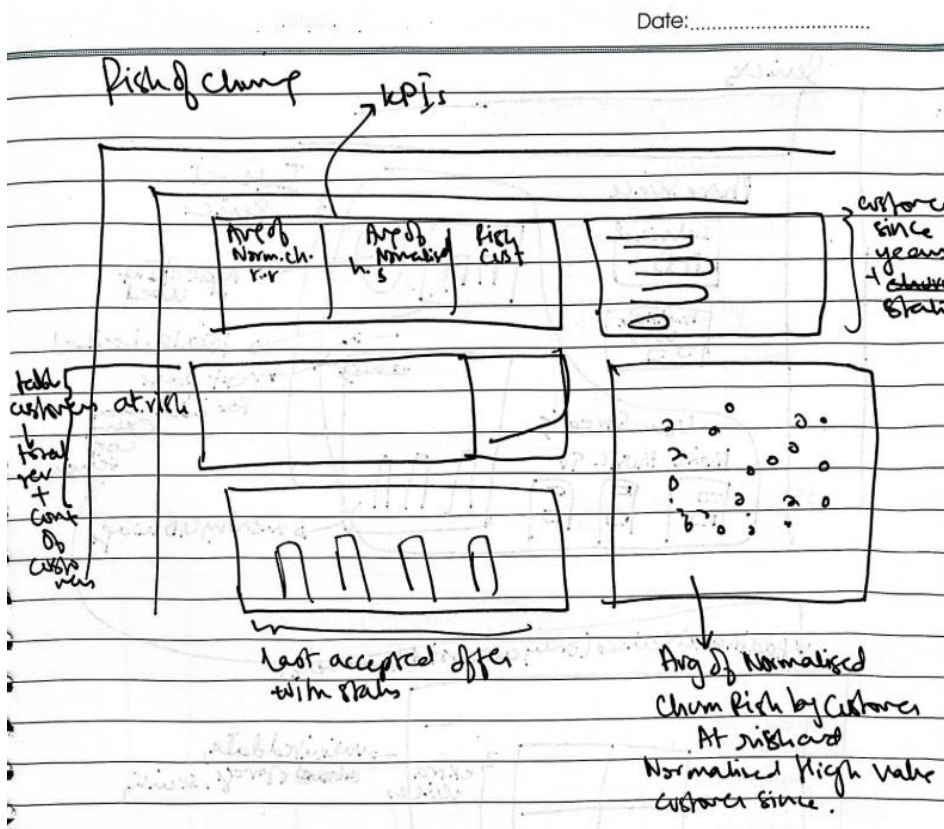 Date:
Risk of churn
KPIs
Avg of
Norm.ch.
r.r
Avg of
Normalised
h.s
Risk
Cust
customer
since
years
+ 
status
table
customers at risk
total
rev
+
count
of
customers
Last accepted offer
with status
Avg of Normalised
Churn Risk by Customer
At risk and
Normalised High Value
customer since.